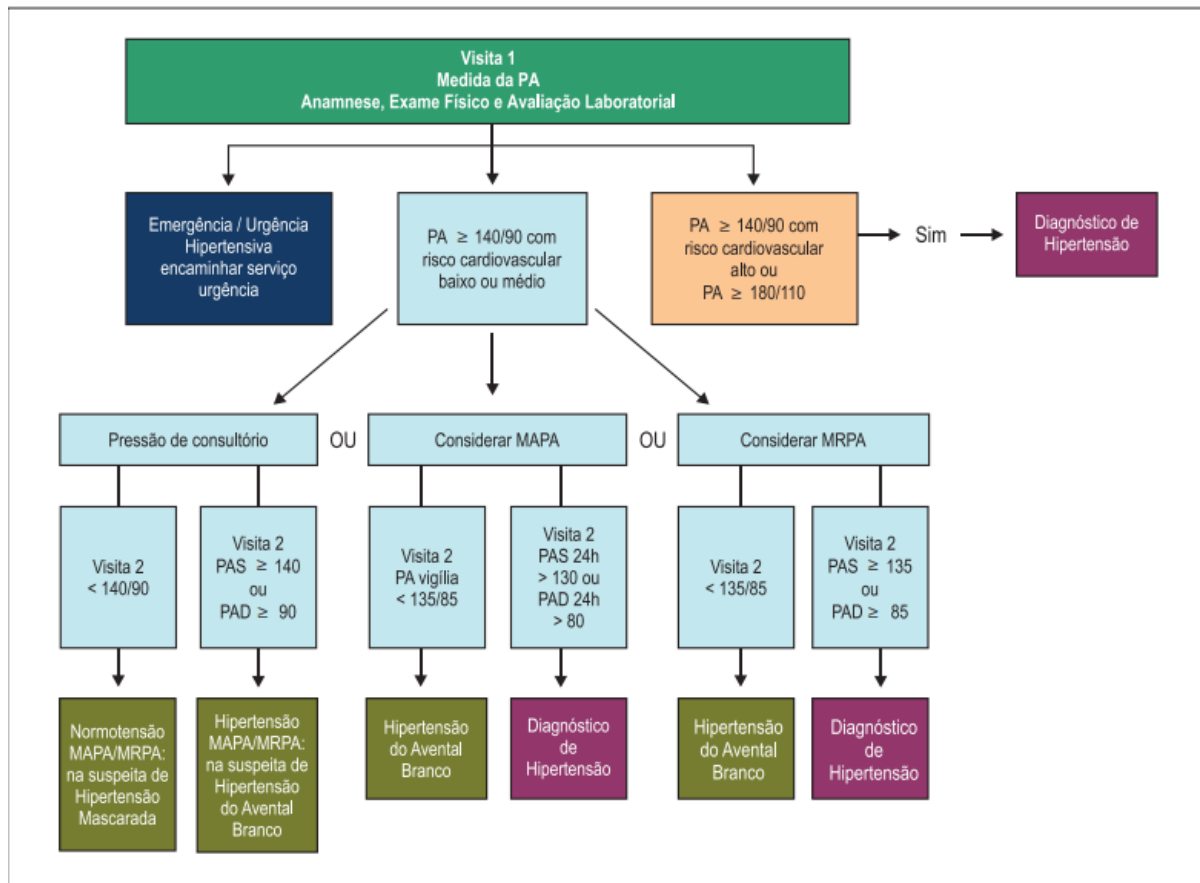 Visita 1
Medida da PA
Anamnese, Exame Físico e Avaliação Laboratorial
Emergência / Urgência
Hipertensiva
encaminhar serviço
urgência
PA ≥ 140/90 com
risco cardiovascular
baixo ou médio
PA ≥ 140/90 com
risco cardiovascular
alto ou
PA ≥ 180/110
Sim
Diagnóstico de
Hipertensão
Pressão de consultório
OU
Considerar MAPA
OU
Considerar MRPA
Visita 2
< 140/90
Visita 2
PAS ≥ 140
ou
PAD ≥ 90
Visita 2
PA vigília
< 135/85
Visita 2
PAS 24h
> 130 ou
PAD 24h
> 80
Visita 2
< 135/85
Visita 2
PAS ≥ 135
ou
PAD ≥ 85
Normotensão
MAPA/MRPA:
na suspeita de
Hipertensão
Mascarada
Hipertensão
MAPA/MRPA:
na suspeita de
Hipertensão
do Avental
Branco
Hipertensão
do Avental
Branco
Diagnóstico
de
Hipertensão
Hipertensão
do Avental
Branco
Diagnóstico
de
Hipertensão